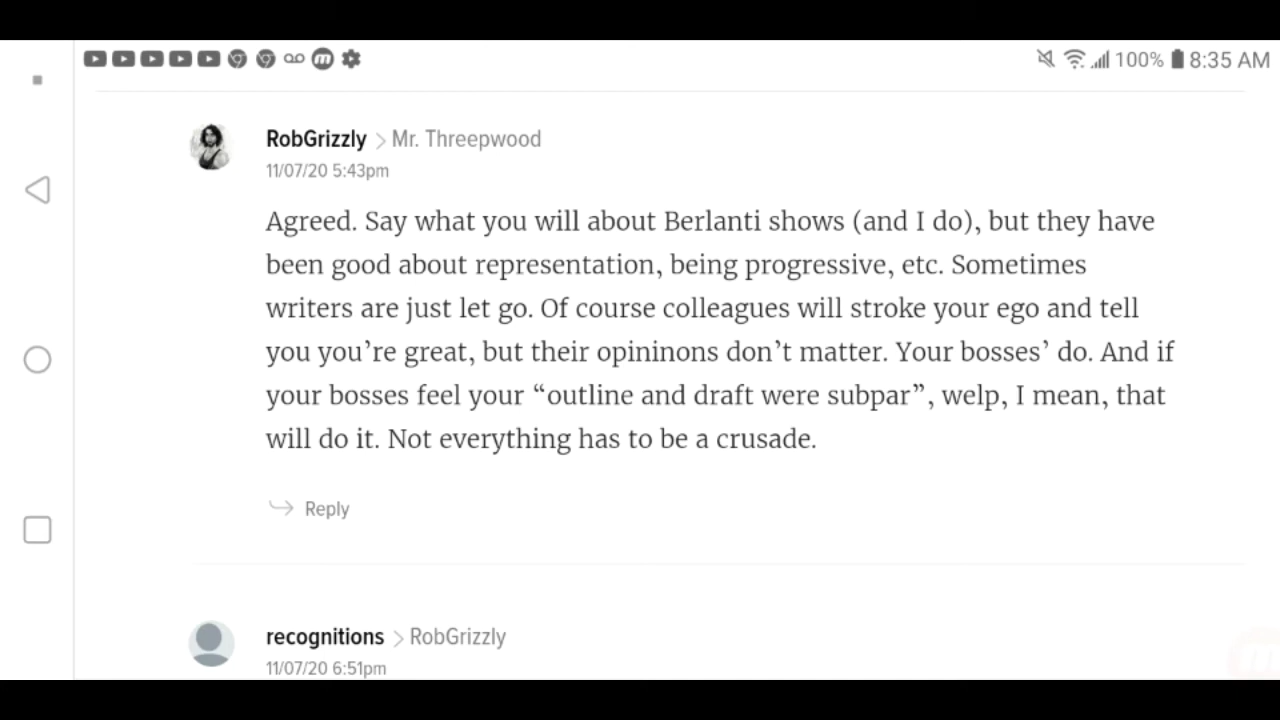 100% 8:35 AM
RobGrizzly > Mr. Threepwood
11/07/20 5:43pm
Agreed. Say what you will about Berlanti shows (and I do), but they have
been good about representation, being progressive, etc. Sometimes
writers are just let go. Of course colleagues will stroke your ego and tell
you you’re great, but their opininons don’t matter. Your bosses’ do. And if
your bosses feel your “outline and draft were subpar”, welp, I mean, that
will do it. Not everything has to be a crusade.
Reply
recognitions > RobGrizzly
11/07/20 6:51pm